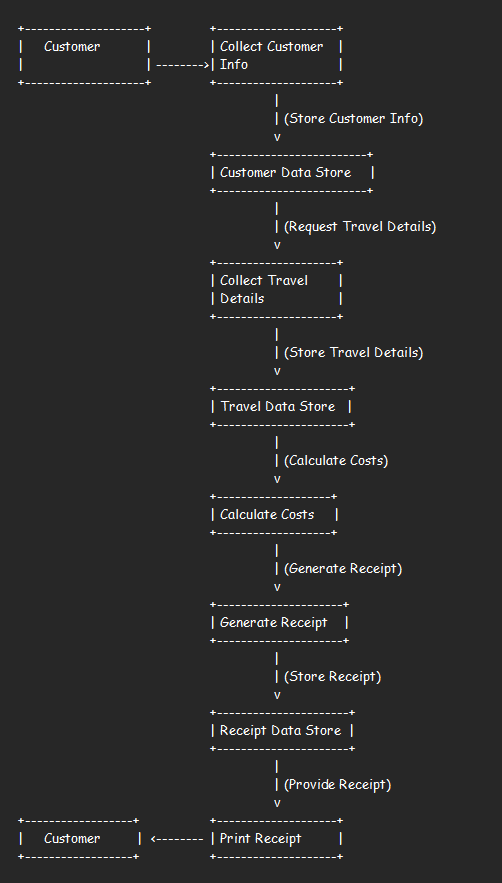 Customer
Collect Customer
Info
(Store Customer Info)
v
Customer Data Store
(Request Travel Details)
v
Collect Travel
Details
(Store Travel Details)
v
Travel Data Store
(Calculate Costs)
v
Calculate Costs
(Generate Receipt)
v
Generate Receipt
(Store Receipt)
v
Receipt Data Store
(Provide Receipt)
v
Customer
Print Receipt